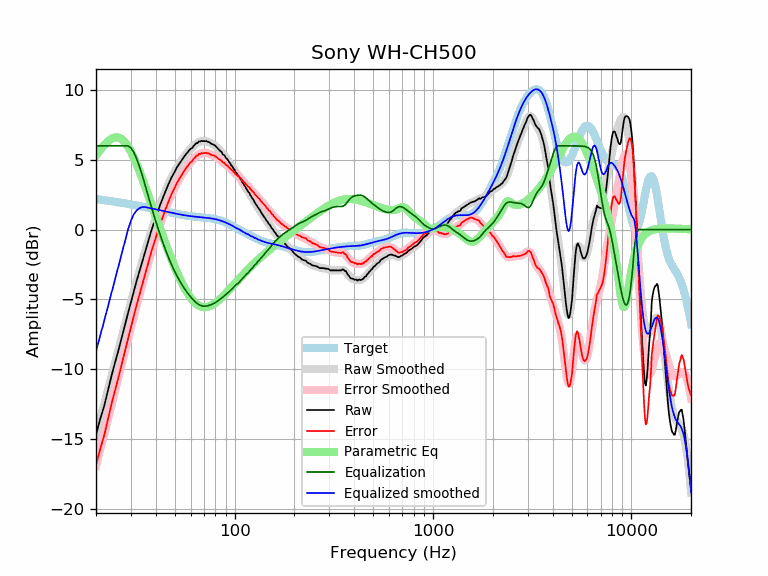 Sony WH-CH500
Amplitude (dBr)
10
5
0
−5
−10
−15
−20
Target
Raw Smoothed
Error Smoothed
Raw
Error
Parametric Eq
Equalization
Equalized smoothed
100
1000
10000
Frequency (Hz)